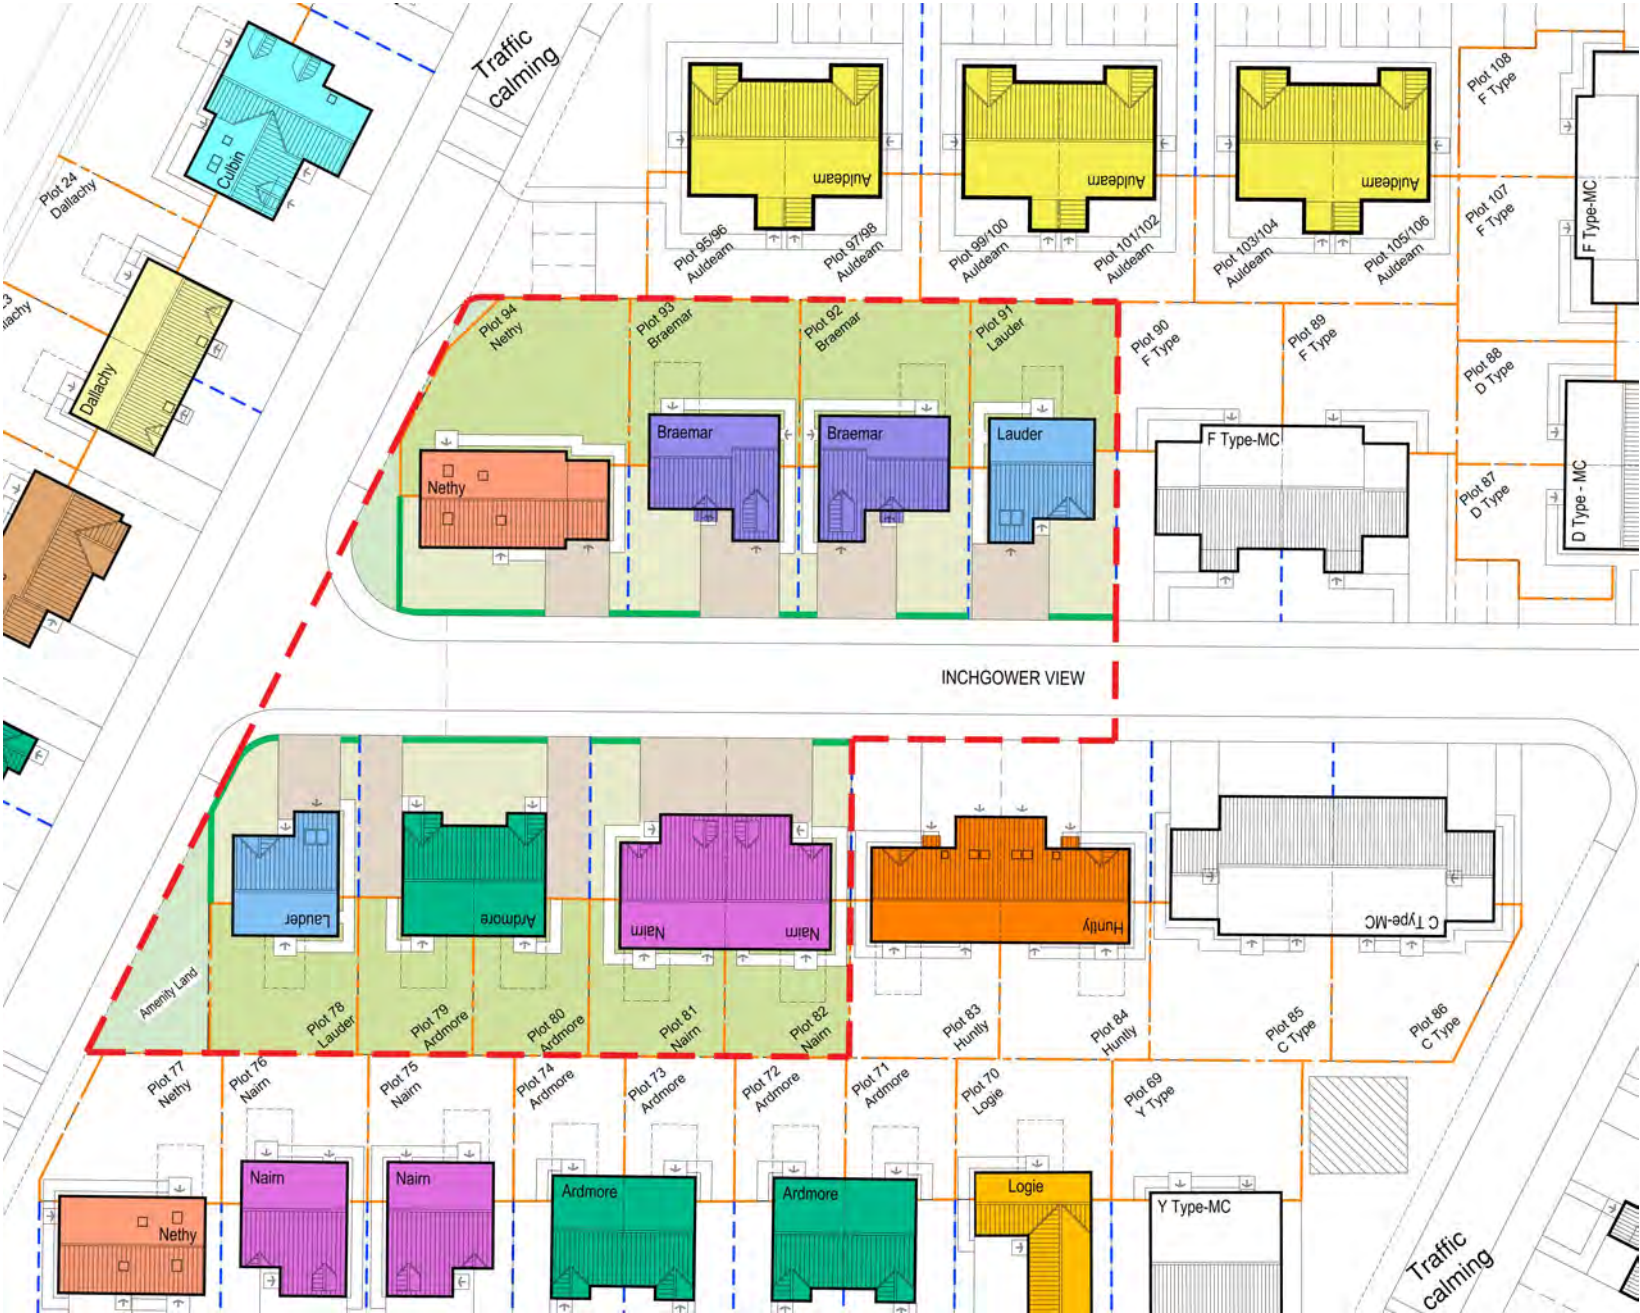 Traffic
calming
Culbin
Plot 24
Dallachy
Dallachy
Auldearn
Auldearn
Auldearn
Plot 95/96
Auldearn
Plot 97/98
Auldearn
Plot 99/100
Auldearn
Plot 101/102
Auldearn
Plot 103/104
Auldearn
Plot 105/106
Auldearn
Plot 108
F Type
Plot 107
F Type
F Type-MC
Plot 94
Nethy
Plot 93
Braemar
Plot 92
Braemar
Plot 91
Lauder
Plot 90
F Type
Plot 89
F Type
Plot 88
D Type
Plot 87
D Type
D Type - MC
Nethy
Braemar
Braemar
Lauder
F Type-MC
INCHGOWER VIEW
Lauder
Ardmore
Nairn
Nairn
Huntly
C Type-MC
Amenity Land
Plot 78
Lauder
Plot 79
Ardmore
Plot 80
Ardmore
Plot 81
Nairn
Plot 82
Nairn
Plot 83
Huntly
Plot 84
Huntly
Plot 85
C Type
Plot 86
C Type
Plot 77
Nethy
Plot 76
Nairn
Plot 75
Nairn
Plot 74
Ardmore
Plot 73
Ardmore
Plot 72
Ardmore
Plot 71
Ardmore
Plot 70
Logie
Plot 69
Y Type
Nethy
Nairn
Nairn
Ardmore
Ardmore
Logie
Y Type-MC
Traffic
calming